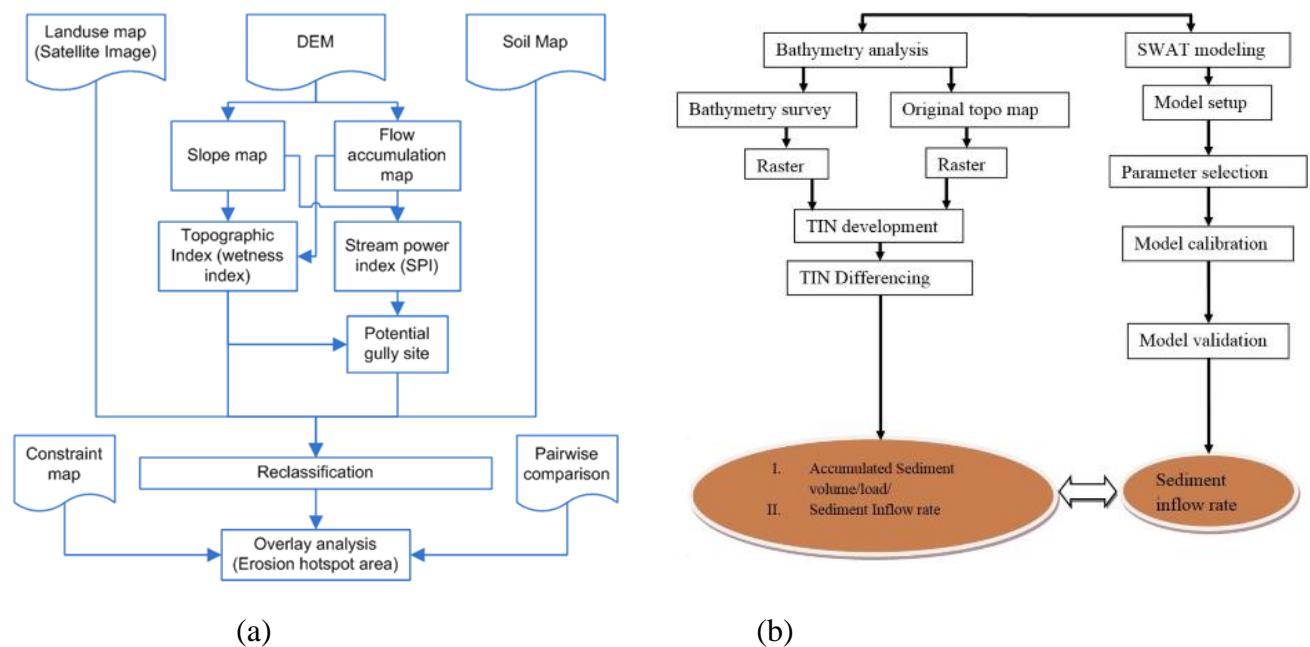 Landuse map
(Satellite Image)
DEM
Soil Map
Slope map
Flow
accumulation
map
Topographic
Index (wetness
index)
Stream power
index (SPI)
Potential
gully site
Constraint
map
Reclassification
Pairwise
comparison
Overlay analysis
(Erosion hotspot area)
(a)
Bathymetry analysis
SWAT modeling
Bathymetry survey
Original topo map
Model setup
Raster
Raster
Parameter selection
TIN development
Model calibration
TIN Differencing
Model validation
I. Accumulated Sediment
volume/load/
II. Sediment Inflow rate
Sediment
inflow rate
(b)